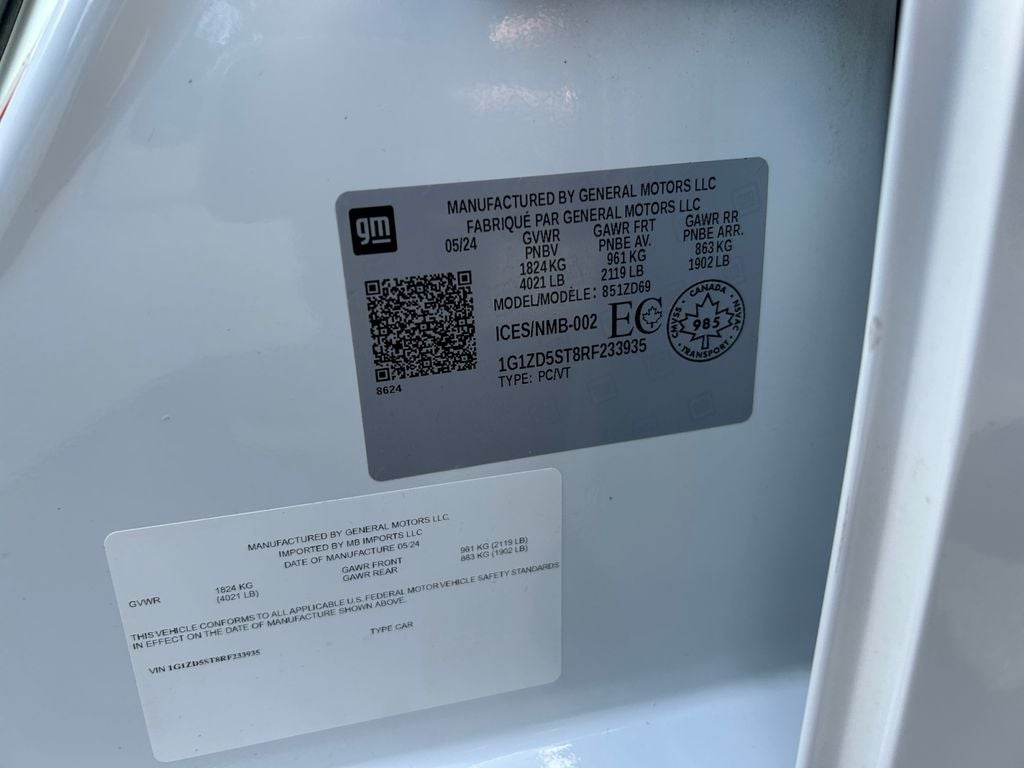 MANUFACTURED BY GENERAL MOTORS LLC
FABRIQUÉ PAR GENERAL MOTORS LLC
gm
05/24 GVWR GAWR FRT GAWR RR
PNBV PNBE AV. PNBE ARR.
1824 KG 961 KG 863 KG
4021 LB 2119 LB 1902 LB
MODEL/MODÈLE: 851ZD69
ICES/NMB-002 EC
CANADA
CMVSS 985 NSVAC
TRANSPORT
1G1ZD5ST8RF233935
TYPE: PC/VT
8624
MANUFACTURED BY GENERAL MOTORS LLC
IMPORTED BY MB IMPORTS LLC
DATE OF MANUFACTURE 05/24
GVWR 1824 KG GAWR FRONT 961 KG (2119 LB)
(4021 LB) GAWR REAR 863 KG (1902 LB)
THIS VEHICLE CONFORMS TO ALL APPLICABLE U.S. FEDERAL MOTOR VEHICLE SAFETY STANDARDS
IN EFFECT ON THE DATE OF MANUFACTURE SHOWN ABOVE.
TYPE CAR
VIN 1G1ZD5ST8RF233935